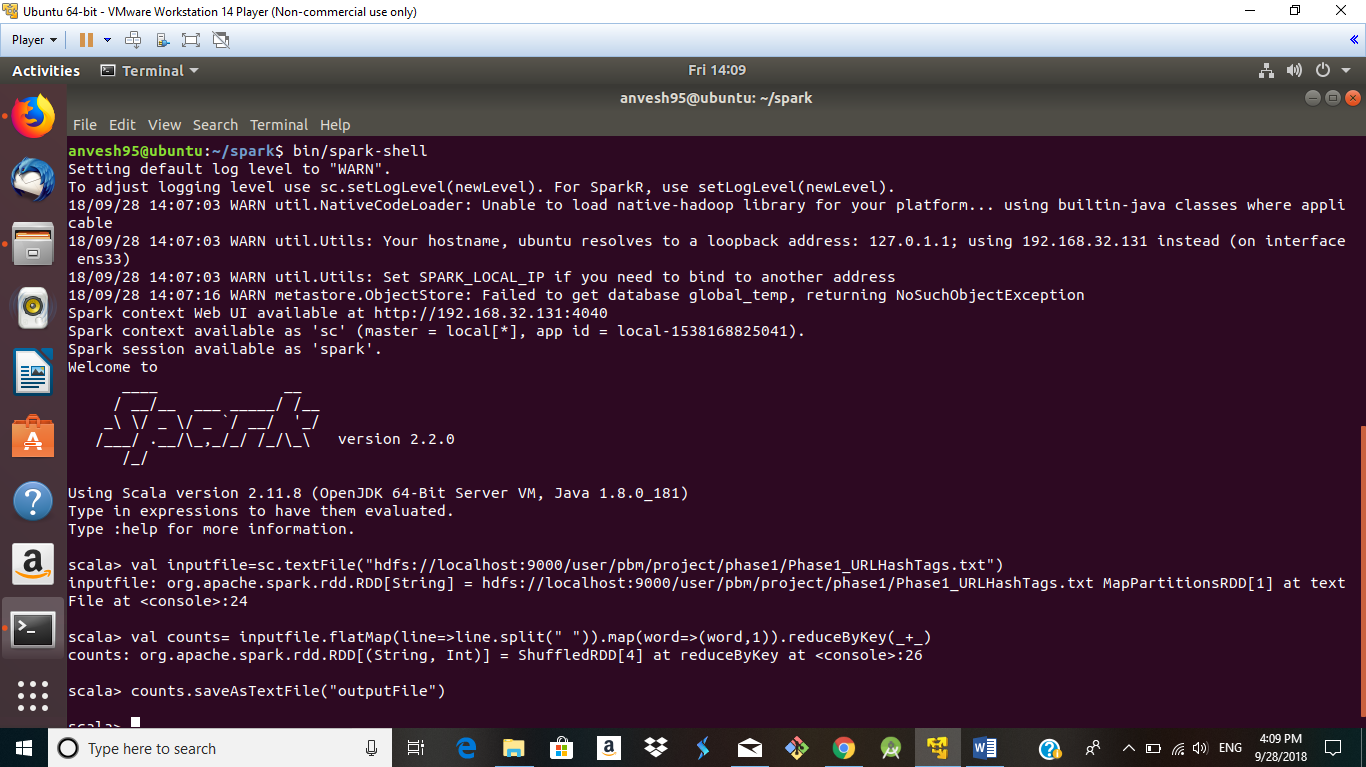 Ubuntu 64-bit - VMware Workstation 14 Player (Non-commercial use only)
Player
Activities Terminal Fri 14:09
anvesh95@ubuntu: ~/spark
File Edit View Search Terminal Help
anvesh95@ubuntu:~/spark$ bin/spark-shell
Setting default log level to "WARN".
To adjust logging level use sc.setLogLevel(newLevel). For SparkR, use setLogLevel(newLevel).
18/09/28 14:07:03 WARN util.NativeCodeLoader: Unable to load native-hadoop library for your platform... using builtin-java classes where appli
cable
18/09/28 14:07:03 WARN util.Utils: Your hostname, ubuntu resolves to a loopback address: 127.0.1.1; using 192.168.32.131 instead (on interface
 ens33)
18/09/28 14:07:03 WARN util.Utils: Set SPARK_LOCAL_IP if you need to bind to another address
18/09/28 14:07:16 WARN metastore.ObjectStore: Failed to get database global_temp, returning NoSuchObjectException
Spark context Web UI available at http://192.168.32.131:4040
Spark context available as 'sc' (master = local[*], app id = local-1538168825041).
Spark session available as 'spark'.
Welcome to
      ____              __
     / __/__  ___ _____/ /__
    _\ \/ _ \/ _ `/ __/  '_/
   /___/ .__/\_,_/_/ /_/\_\   version 2.2.0
      /_/
Using Scala version 2.11.8 (OpenJDK 64-Bit Server VM, Java 1.8.0_181)
Type in expressions to have them evaluated.
Type :help for more information.
scala> val inputfile=sc.textFile("hdfs://localhost:9000/user/pbm/project/phase1/Phase1_URLHashTags.txt")
inputfile: org.apache.spark.rdd.RDD[String] = hdfs://localhost:9000/user/pbm/project/phase1/Phase1_URLHashTags.txt MapPartitionsRDD[1] at text
File at <console>:24
scala> val counts= inputfile.flatMap(line=>line.split(" ")).map(word=>(word,1)).reduceByKey(_+_)
counts: org.apache.spark.rdd.RDD[(String, Int)] = ShuffledRDD[4] at reduceByKey at <console>:26
scala> counts.saveAsTextFile("outputFile")
scala>
Type here to search
ENG
4:09 PM
9/28/2018